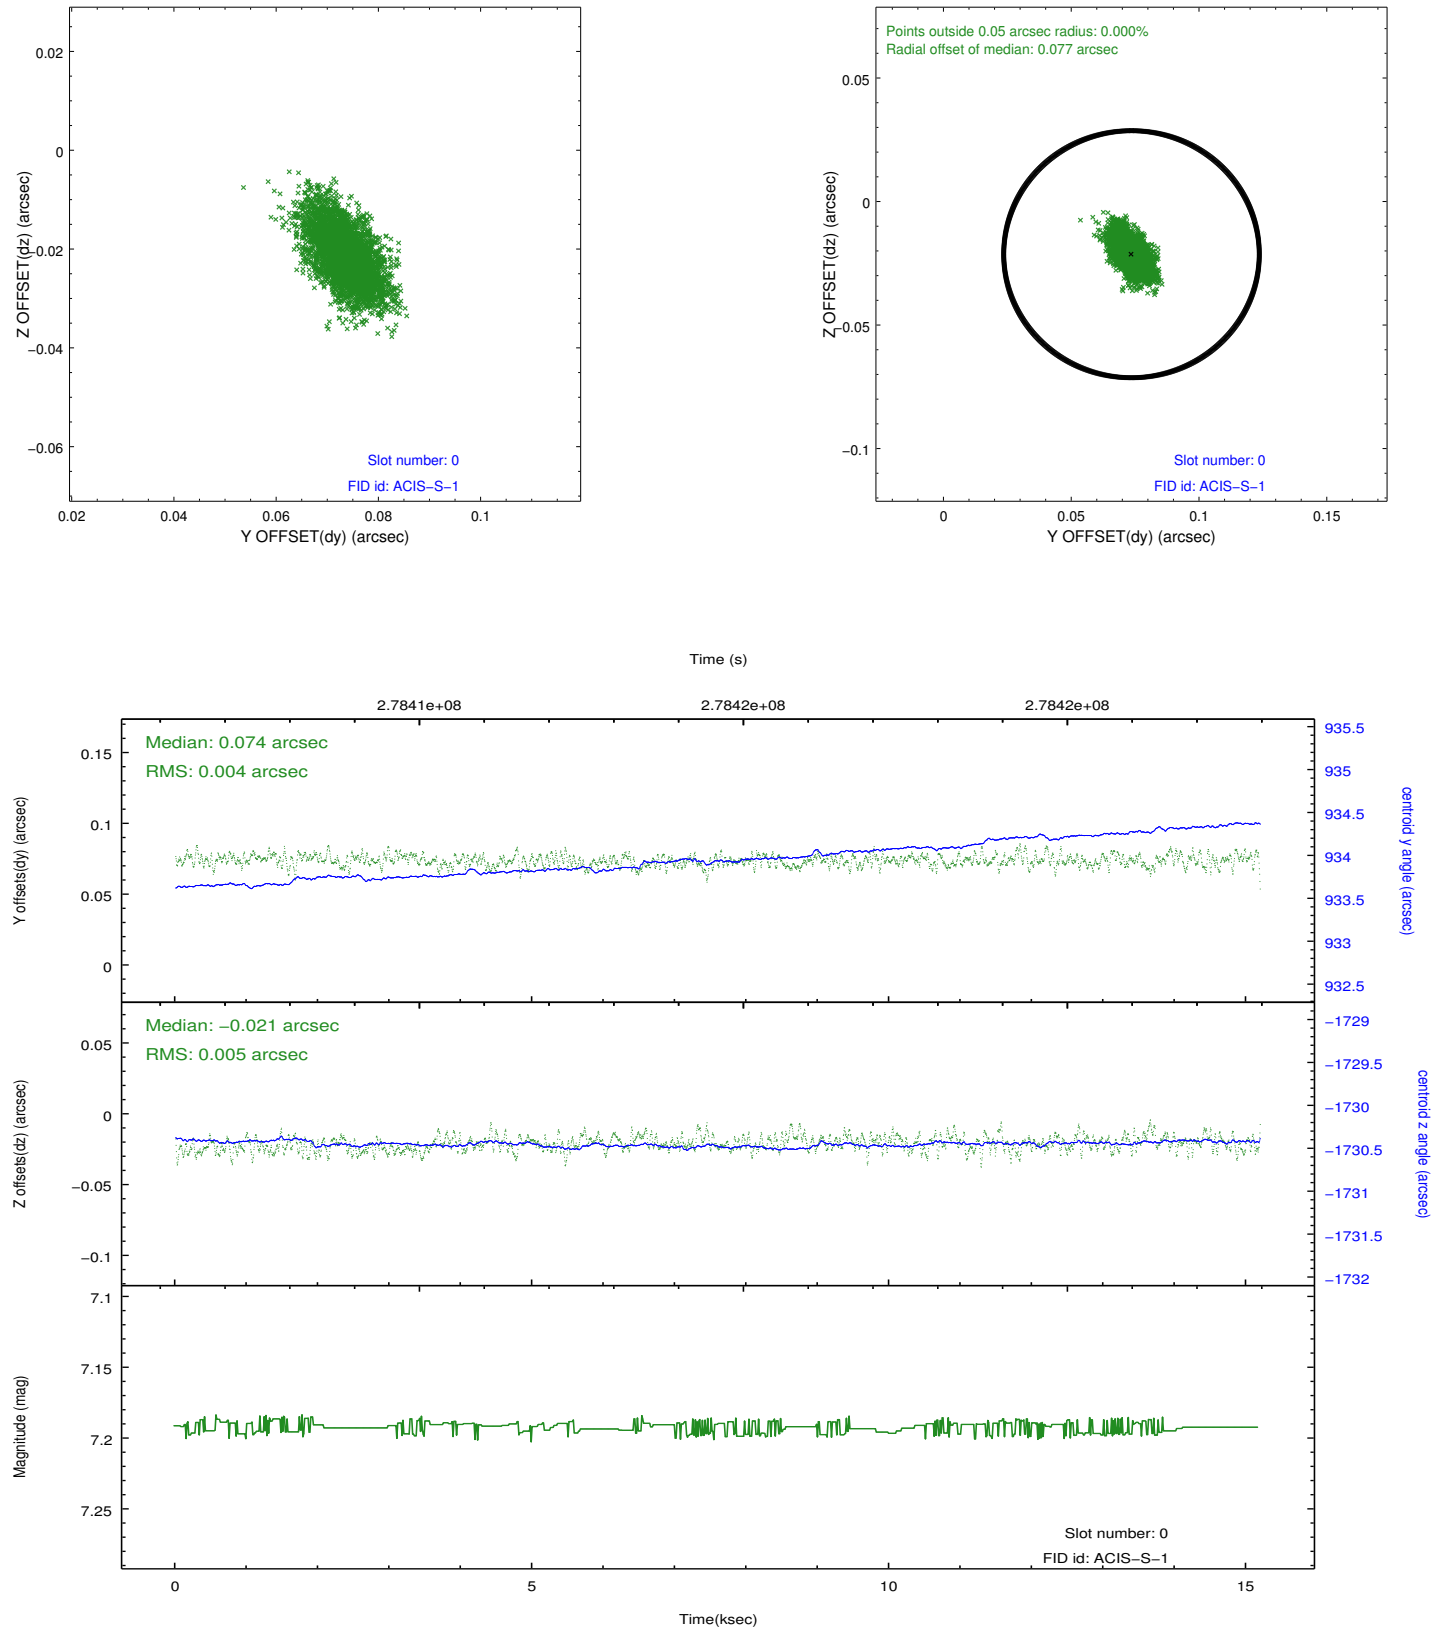 0.02
0
−0.02
−0.04
−0.06
Z OFFSET(dz) (arcsec)
Slot number: 0
FID id: ACIS−S−1
0.02
0.04
0.06
0.08
0.1
Y OFFSET(dy) (arcsec)
Points outside 0.05 arcsec radius: 0.000%
Radial offset of median: 0.077 arcsec
0.05
0
−0.05
−0.1
Z OFFSET(dz) (arcsec)
Slot number: 0
FID id: ACIS−S−1
0
0.05
0.1
0.15
Y OFFSET(dy) (arcsec)
Time (s)
2.7841e+08
2.7842e+08
2.7842e+08
Median: 0.074 arcsec
RMS: 0.004 arcsec
0.15
0.1
0.05
0
Y offsets(dy) (arcsec)
935.5
935
934.5
934
933.5
933
932.5
centroid y angle (arcsec)
Median: −0.021 arcsec
RMS: 0.005 arcsec
0.05
0
−0.05
−0.1
Z offsets(dz) (arcsec)
−1729
−1729.5
−1730
−1730.5
−1731
−1731.5
−1732
centroid z angle (arcsec)
7.1
7.15
7.2
7.25
Magnitude (mag)
Slot number: 0
FID id: ACIS−S−1
0
5
10
15
Time(ksec)